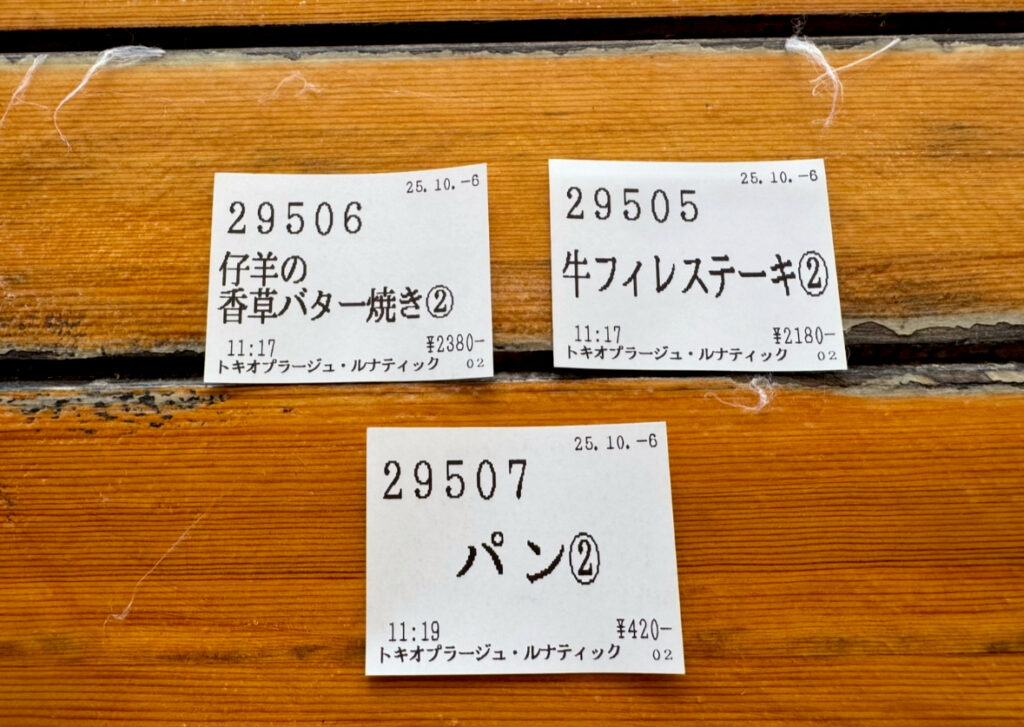 25.10.-6
29506
仔羊の
香草バター焼き②
11:17 ¥2380-
トキオプラージュ・ルナティック 02
25.10.-6
29505
牛フィレステーキ②
11:17 ¥2180-
トキオプラージュ・ルナティック 02
25.10.-6
29507
パン②
11:19 ¥420-
トキオプラージュ・ルナティック 02